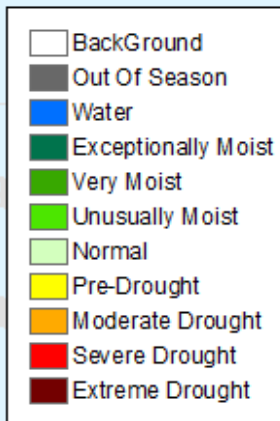 BackGround
Out Of Season
Water
Exceptionally Moist
Very Moist
Unusually Moist
Normal
Pre-Drought
Moderate Drought
Severe Drought
Extreme Drought